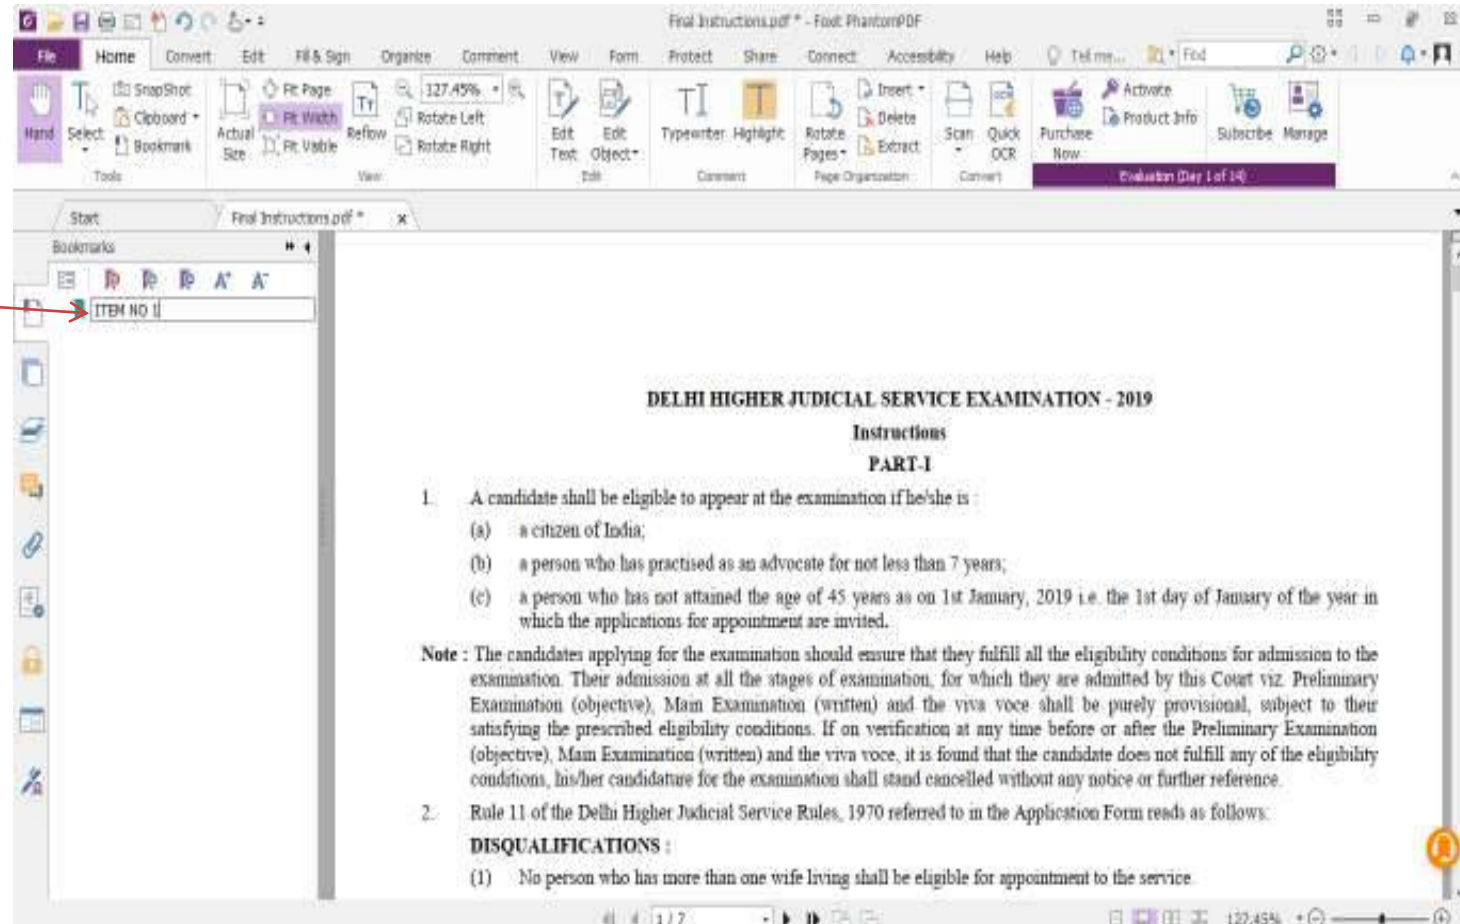 Final Instructions.pdf * - Foxit PhantomPDF
File Home Convert Edit Fill & Sign Organize Comment View Form Protect Share Connect Accessibility Help Tell me... Find
Hand
Select
SnapShot
Clipboard
Bookmark
Tools
Actual Size
Fit Page
Fit Width
Fit Visible
Reflow
127.45%
Rotate Left
Rotate Right
View
Edit Text
Edit Object
Edit
Typewriter
Highlight
Comment
Rotate Pages
Insert
Delete
Extract
Page Organization
Scan
Quick OCR
Convert
Purchase Now
Activate
Product Info
Subscribe
Manage
Evaluation (Day 1 of 14)
Start
Final Instructions.pdf * x
Bookmarks
ITEM NO 1
DELHI HIGHER JUDICIAL SERVICE EXAMINATION - 2019
Instructions
PART-I
1. A candidate shall be eligible to appear at the examination if he/she is :
(a) a citizen of India;
(b) a person who has practised as an advocate for not less than 7 years;
(c) a person who has not attained the age of 45 years as on 1st January, 2019 i.e. the 1st day of January of the year in
which the applications for appointment are invited.
Note : The candidates applying for the examination should ensure that they fulfill all the eligibility conditions for admission to the
examination. Their admission at all the stages of examination, for which they are admitted by this Court viz. Preliminary
Examination (objective), Main Examination (written) and the viva voce shall be purely provisional, subject to their
satisfying the prescribed eligibility conditions. If on verification at any time before or after the Preliminary Examination
(objective), Main Examination (written) and the viva voce, it is found that the candidate does not fulfill any of the eligibility
conditions, his/her candidature for the examination shall stand cancelled without any notice or further reference.
2. Rule 11 of the Delhi Higher Judicial Service Rules, 1970 referred to in the Application Form reads as follows:
DISQUALIFICATIONS :
(1) No person who has more than one wife living shall be eligible for appointment to the service.
1 / 7
127.45%